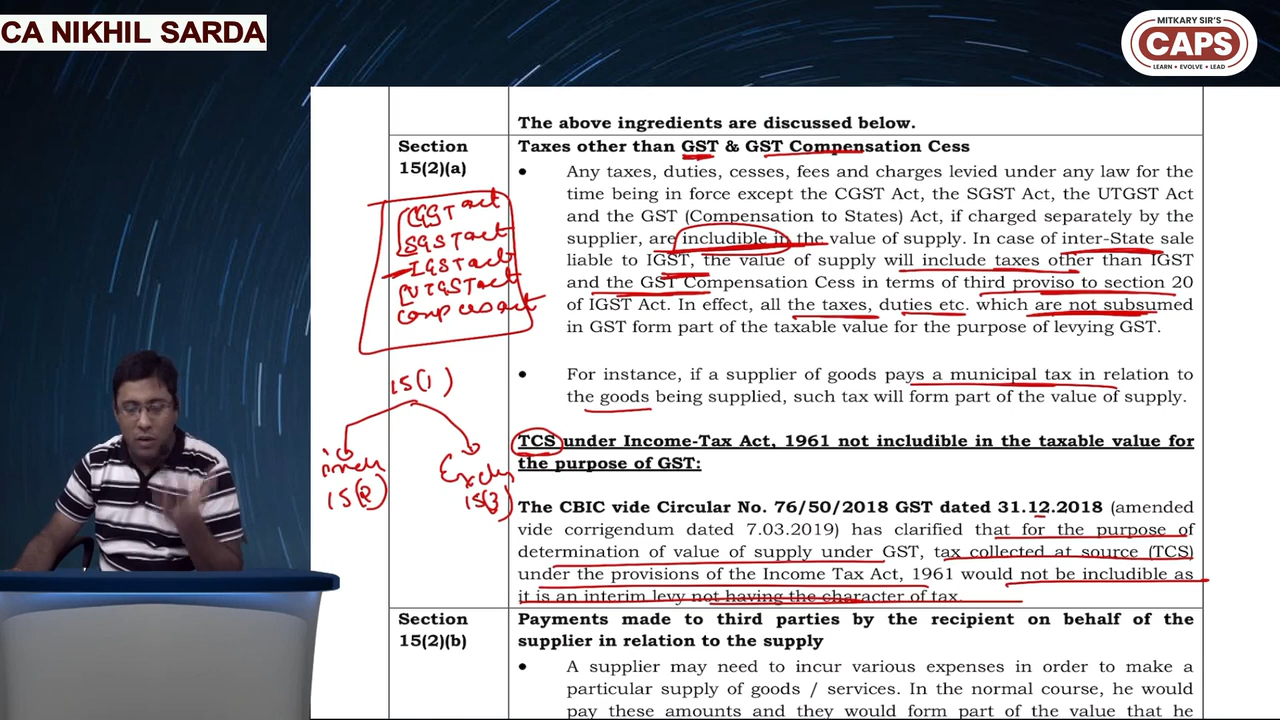 CA NIKHIL SARDA
MITKARY SIR'S
CAPS
LEARN • EVOLVE • LEAD
The above ingredients are discussed below.
Section
15(2)(a)
Taxes other than GST & GST Compensation Cess
• Any taxes, duties, cesses, fees and charges levied under any law for the
time being in force except the CGST Act, the SGST Act, the UTGST Act
and the GST (Compensation to States) Act, if charged separately by the
supplier, are includible in the value of supply. In case of inter-State sale
liable to IGST, the value of supply will include taxes other than IGST
and the GST Compensation Cess in terms of third proviso to section 20
of IGST Act. In effect, all the taxes, duties etc. which are not subsumed
in GST form part of the taxable value for the purpose of levying GST.
• For instance, if a supplier of goods pays a municipal tax in relation to
the goods being supplied, such tax will form part of the value of supply.
TCS under Income-Tax Act, 1961 not includible in the taxable value for
the purpose of GST:
The CBIC vide Circular No. 76/50/2018 GST dated 31.12.2018 (amended
vide corrigendum dated 7.03.2019) has clarified that for the purpose of
determination of value of supply under GST, tax collected at source (TCS)
under the provisions of the Income Tax Act, 1961 would not be includible as
it is an interim levy not having the character of tax.
CGST act
SGST act
IGST act
UTGST act
comp cess act
15(1)
15(2)
15(3)
Section
15(2)(b)
Payments made to third parties by the recipient on behalf of the
supplier in relation to the supply
• A supplier may need to incur various expenses in order to make a
particular supply of goods / services. In the normal course, he would
pay these amounts and they would form part of the value that he